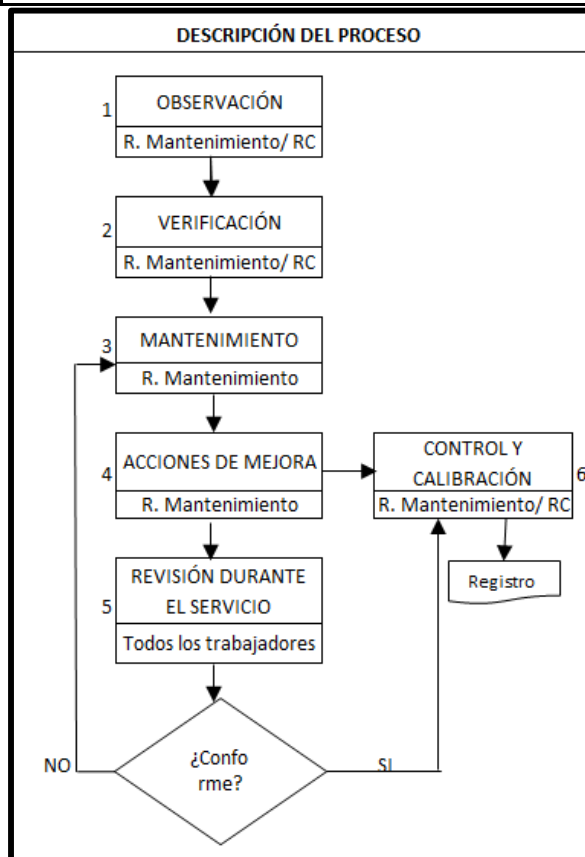 DESCRIPCIÓN DEL PROCESO
1
OBSERVACIÓN
R. Mantenimiento/ RC
2
VERIFICACIÓN
R. Mantenimiento/ RC
3
MANTENIMIENTO
R. Mantenimiento
4
ACCIONES DE MEJORA
R. Mantenimiento
CONTROL Y
CALIBRACIÓN
6
R. Mantenimiento/ RC
Registro
5
REVISIÓN DURANTE
EL SERVICIO
Todos los trabajadores
¿Confo
rme?
NO
SI